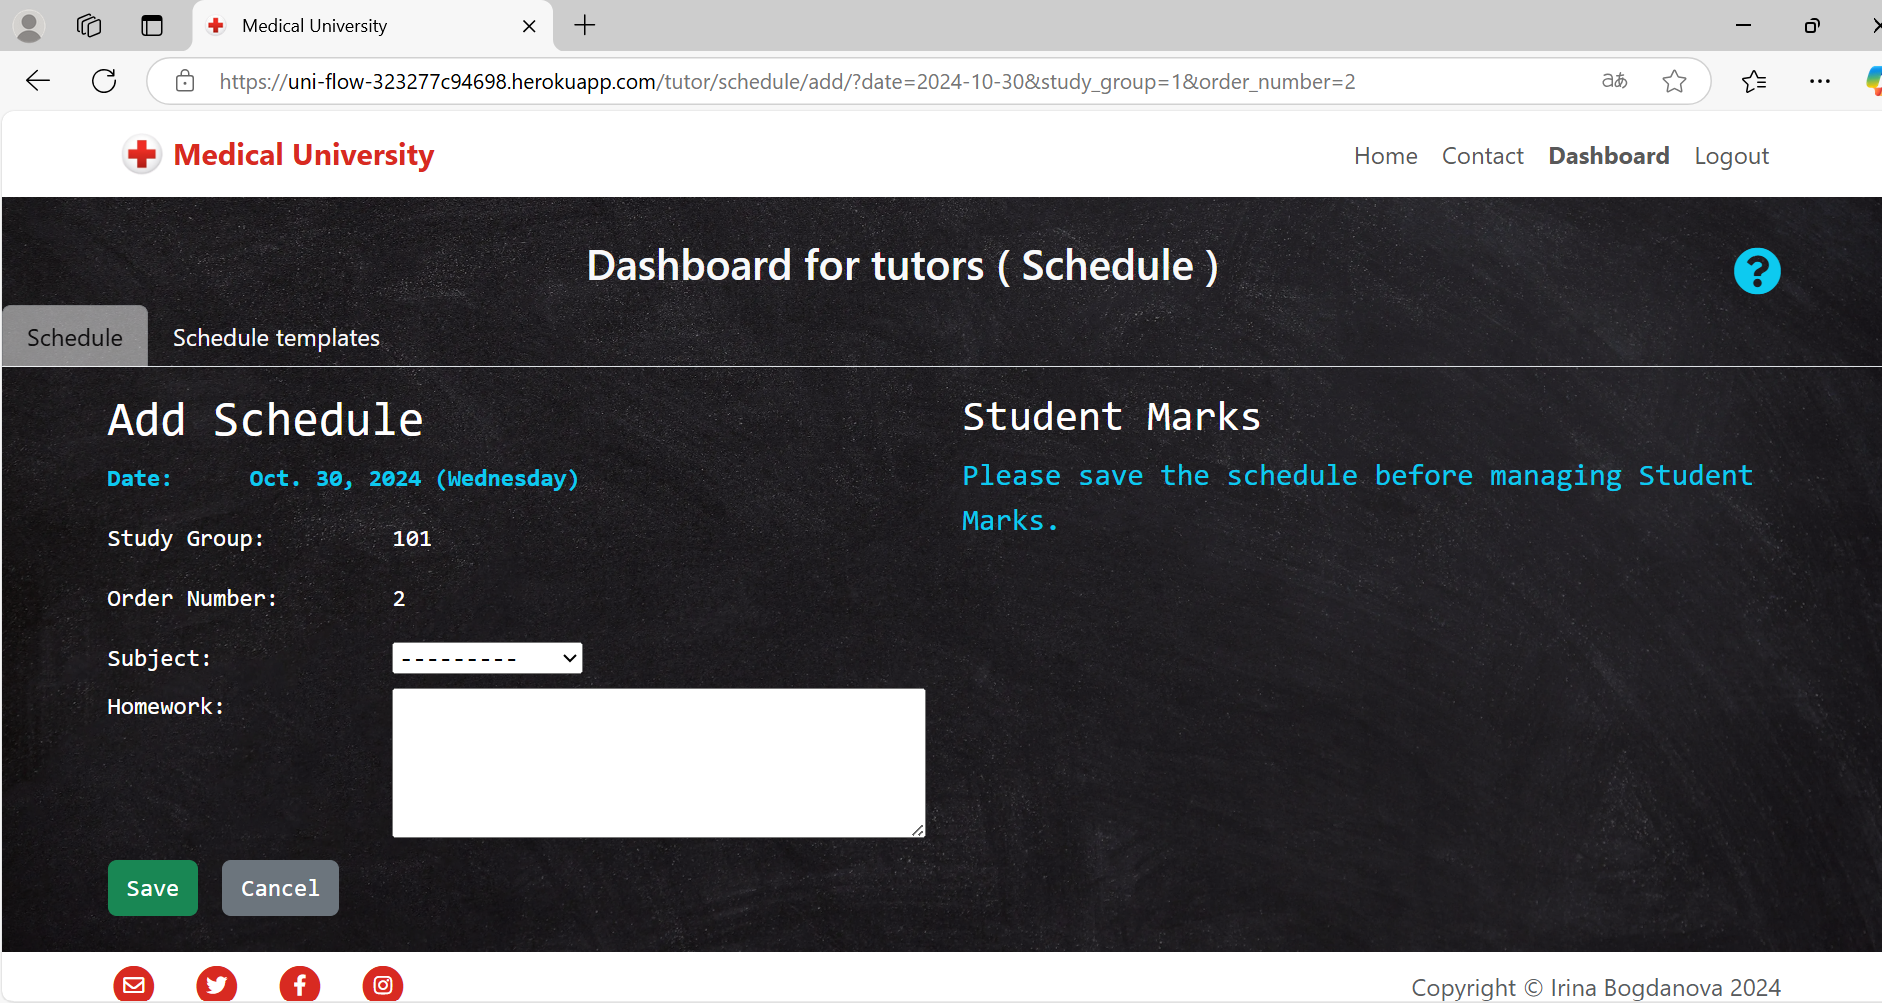 Medical University
https://uni-flow-323277c94698.herokuapp.com/tutor/schedule/add/?date=2024-10-30&study_group=1&order_number=2
aあ
Medical University
Home Contact Dashboard Logout
Dashboard for tutors ( Schedule )
?
Schedule Schedule templates
Add Schedule
Date: Oct. 30, 2024 (Wednesday)
Study Group: 101
Order Number: 2
Subject: ---------
Homework:
Save Cancel
Student Marks
Please save the schedule before managing Student
Marks.
Copyright © Irina Bogdanova 2024